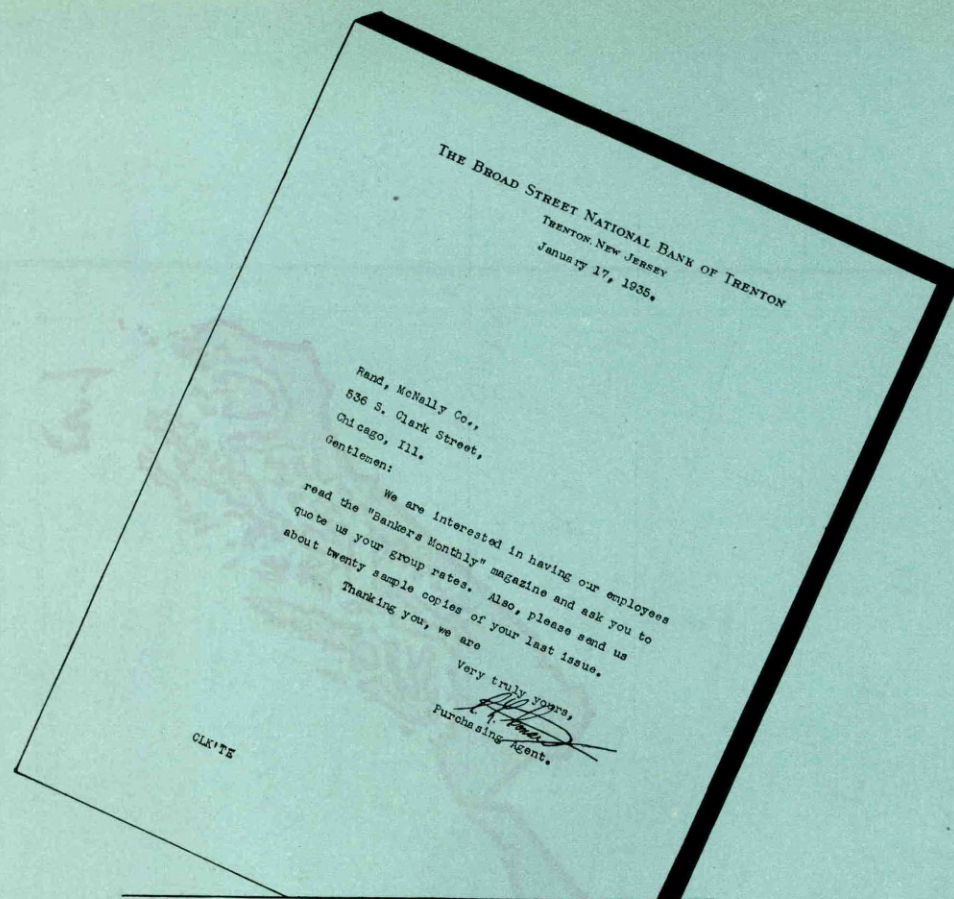 THE BROAD STREET NATIONAL BANK OF TRENTON
TRENTON, NEW JERSEY
January 17, 1935.
Rand, McNally Co.,
536 S. Clark Street,
Chicago, Ill.
Gentlemen:
We are interested in having our employees
read the "Bankers Monthly" magazine and ask you to
quote us your group rates. Also, please send us
about twenty sample copies of your last issue.
Thanking you, we are
Very truly yours,
Purchasing Agent.
CLK'TE